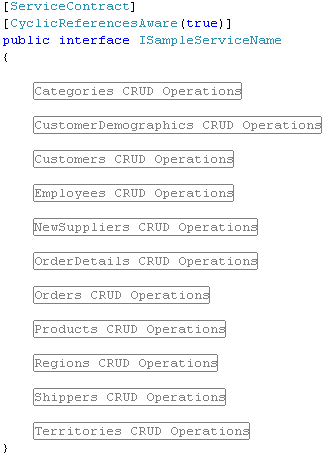 [ServiceContract]
[CyclicReferencesAware(true)]
public interface ISampleServiceName
{
Categories CRUD Operations
CustomerDemographics CRUD Operations
Customers CRUD Operations
Employees CRUD Operations
NewSuppliers CRUD Operations
OrderDetails CRUD Operations
Orders CRUD Operations
Products CRUD Operations
Regions CRUD Operations
Shippers CRUD Operations
Territories CRUD Operations
}